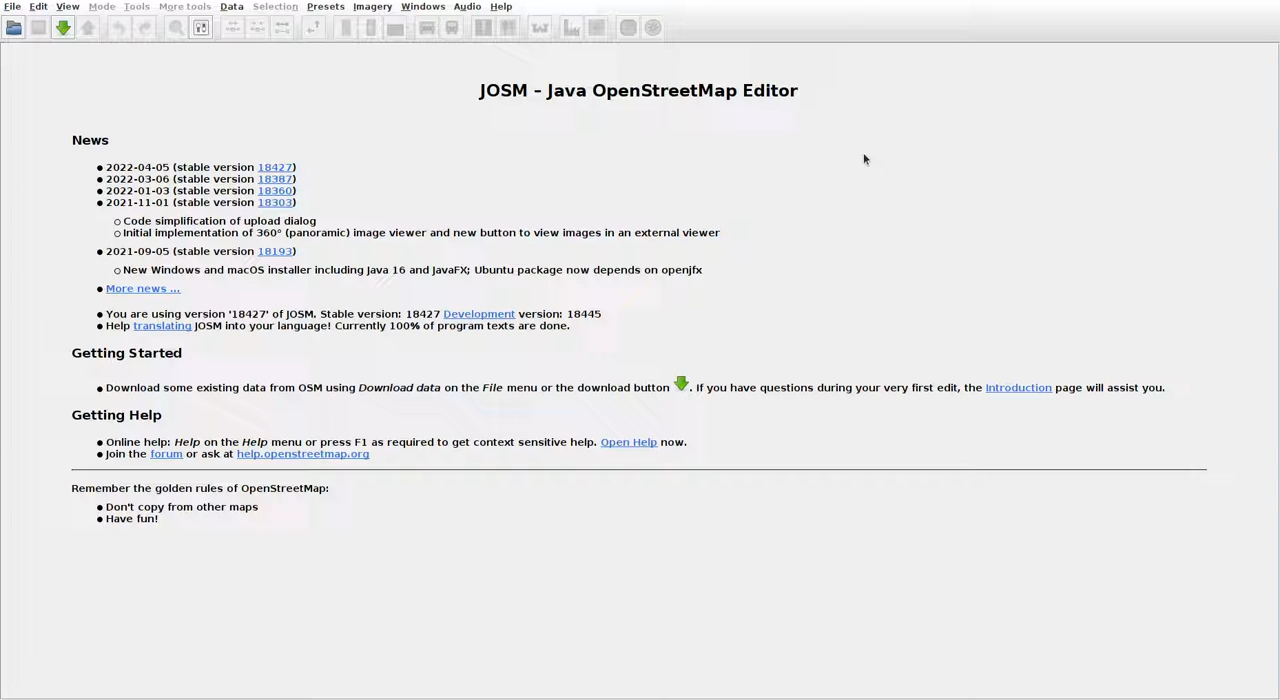 File Edit View Mode Tools More tools Data Selection Presets Imagery Windows Audio Help
JOSM – Java OpenStreetMap Editor
News
2022-04-05 (stable version 18427)
2022-03-06 (stable version 18387)
2022-01-03 (stable version 18360)
2021-11-01 (stable version 18303)
Code simplification of upload dialog
Initial implementation of 360° (panoramic) image viewer and new button to view images in an external viewer
2021-09-05 (stable version 18193)
New Windows and macOS installer including Java 16 and JavaFX; Ubuntu package now depends on openjfx
More news ...
You are using version '18427' of JOSM. Stable version: 18427 Development version: 18445
Help translating JOSM into your language! Currently 100% of program texts are done.
Getting Started
Download some existing data from OSM using Download data on the File menu or the download button . If you have questions during your very first edit, the Introduction page will assist you.
Getting Help
Online help: Help on the Help menu or press F1 as required to get context sensitive help. Open Help now.
Join the forum or ask at help.openstreetmap.org
Remember the golden rules of OpenStreetMap:
Don't copy from other maps
Have fun!